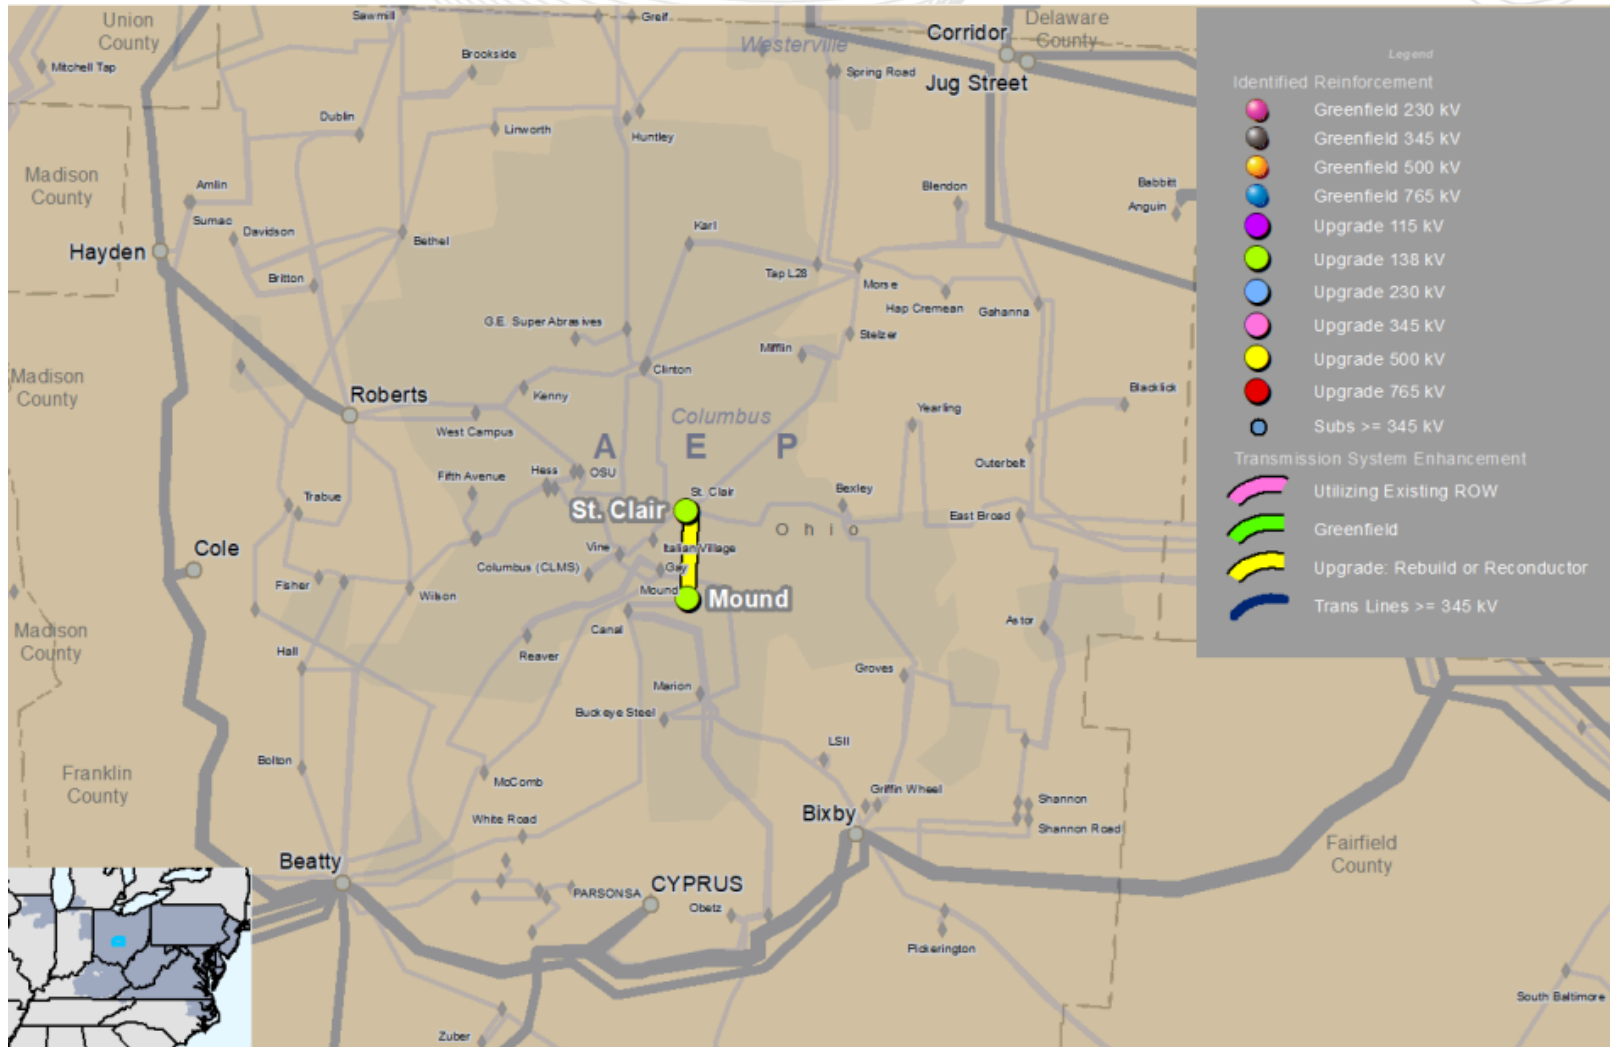 Union
County
Sawmill
Greif
Delaware
County
Corridor
Westerville
Brookside
Mitchell Tap
Spring Road
Jug Street
Dublin
Linworth
Huntley
Madison
County
Amlin
Blendon
Babbitt
Anguin
Sumac
Davidson
Karl
Hayden
Bethel
Britton
Tap L28
Morse
Hap Cremean
Gahanna
G.E. Super Abrasives
Stelzer
Mifflin
Clinton
Madison
County
Roberts
Kenny
Blacklick
Yearling
Columbus
West Campus
A E P
Outerbelt
Hess
OSU
Fifth Avenue
Trabue
St. Clair
Bexley
St. Clair
East Broad
Ohio
Cole
Vine
Italian Village
Columbus (CLMS)
Gay
Fisher
Wilson
Mound
Mound
Madison
County
Canal
Astor
Hall
Reaver
Groves
Marion
Buckeye Steel
LSII
Bolton
Franklin
County
McComb
Griffin Wheel
Shannon
White Road
Bixby
Shannon Road
Fairfield
County
Beatty
PARSONSA
CYPRUS
Obetz
Pickerington
South Baltimore
Zuber
Legend
Identified Reinforcement
Greenfield 230 kV
Greenfield 345 kV
Greenfield 500 kV
Greenfield 765 kV
Upgrade 115 kV
Upgrade 138 kV
Upgrade 230 kV
Upgrade 345 kV
Upgrade 500 kV
Upgrade 765 kV
Subs >= 345 kV
Transmission System Enhancement
Utilizing Existing ROW
Greenfield
Upgrade: Rebuild or Reconductor
Trans Lines >= 345 kV